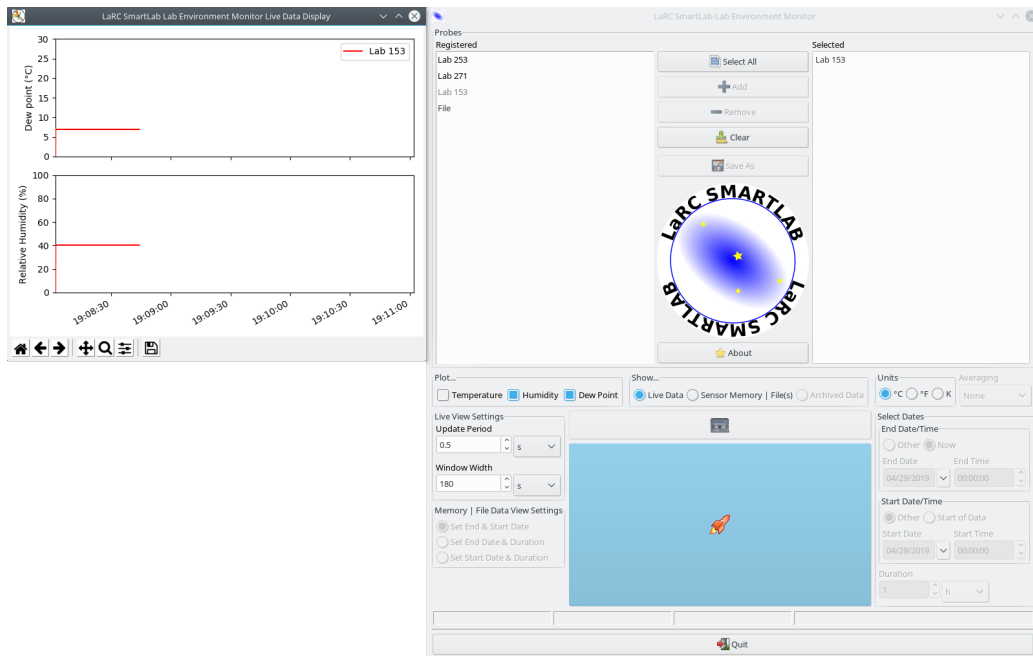 LaRC SmartLab Lab Environment Monitor Live Data Display
30
25
20
15
10
5
0
Dew point (°C)
Lab 153
100
80
60
40
20
0
Relative Humidity (%)
19:08:30
19:09:00
19:09:30
19:10:00
19:10:30
19:11:00
LaRC SmartLab-Lab Environment Monitor
Probes
Registered
Lab 253
Lab 271
Lab 153
File
Select All
Add
Remove
Clear
Save As
LaRC SMARTLAB
LaRC SMARTLAB
About
Selected
Lab 153
Plot...
Temperature Humidity Dew Point
Show...
Live Data Sensor Memory | File(s) Archived Data
Units
°C °F K
Averaging
None
Live View Settings
Update Period
0.5 s
Window Width
180 s
Memory | File Data View Settings
Set End & Start Date
Set End Date & Duration
Set Start Date & Duration
Select Dates
End Date/Time
Other Now
End Date End Time
04/29/2019 00:00:00
Start Date/Time
Other Start of Data
Start Date Start Time
04/29/2019 00:00:00
Duration
1 h
Quit